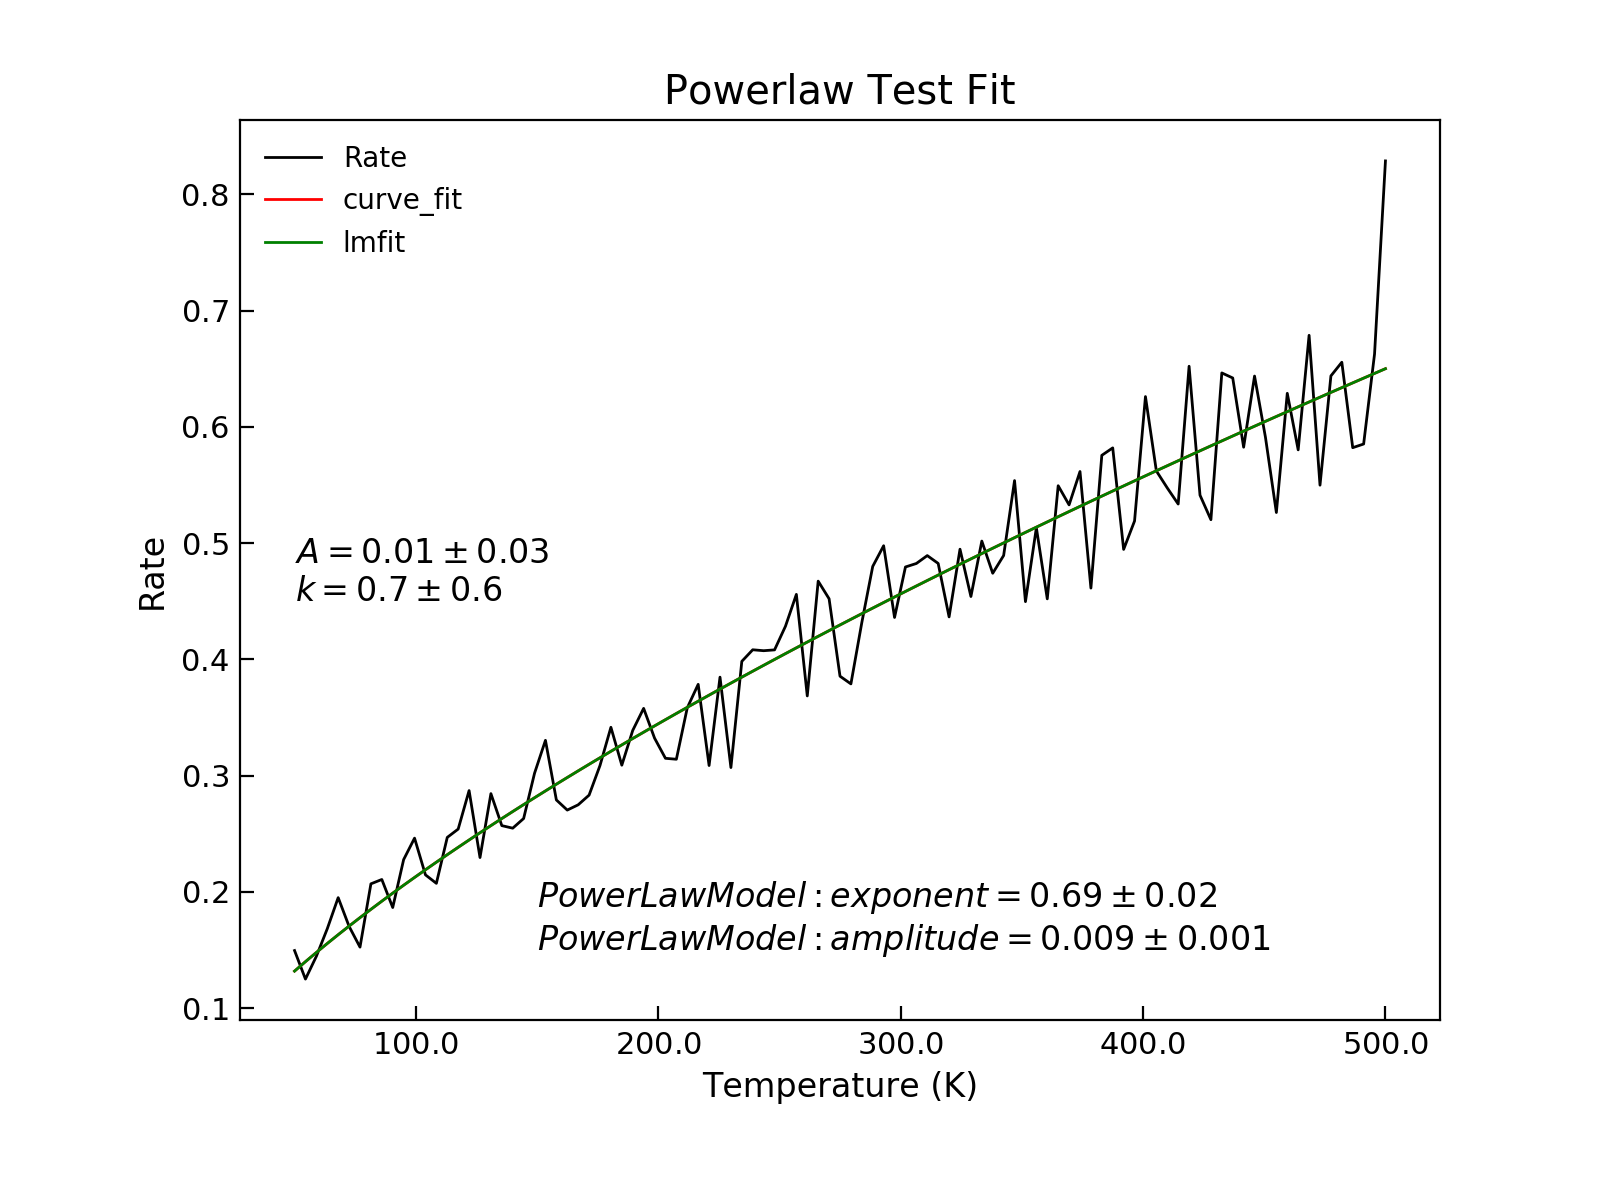 Powerlaw Test Fit
Rate
curve_fit
lmfit
0.8
0.7
0.6
0.5
0.4
0.3
0.2
0.1
Rate
A = 0.01 ± 0.03
k = 0.7 ± 0.6
PowerLawModel : exponent = 0.69 ± 0.02
PowerLawModel : amplitude = 0.009 ± 0.001
100.0 200.0 300.0 400.0 500.0
Temperature (K)